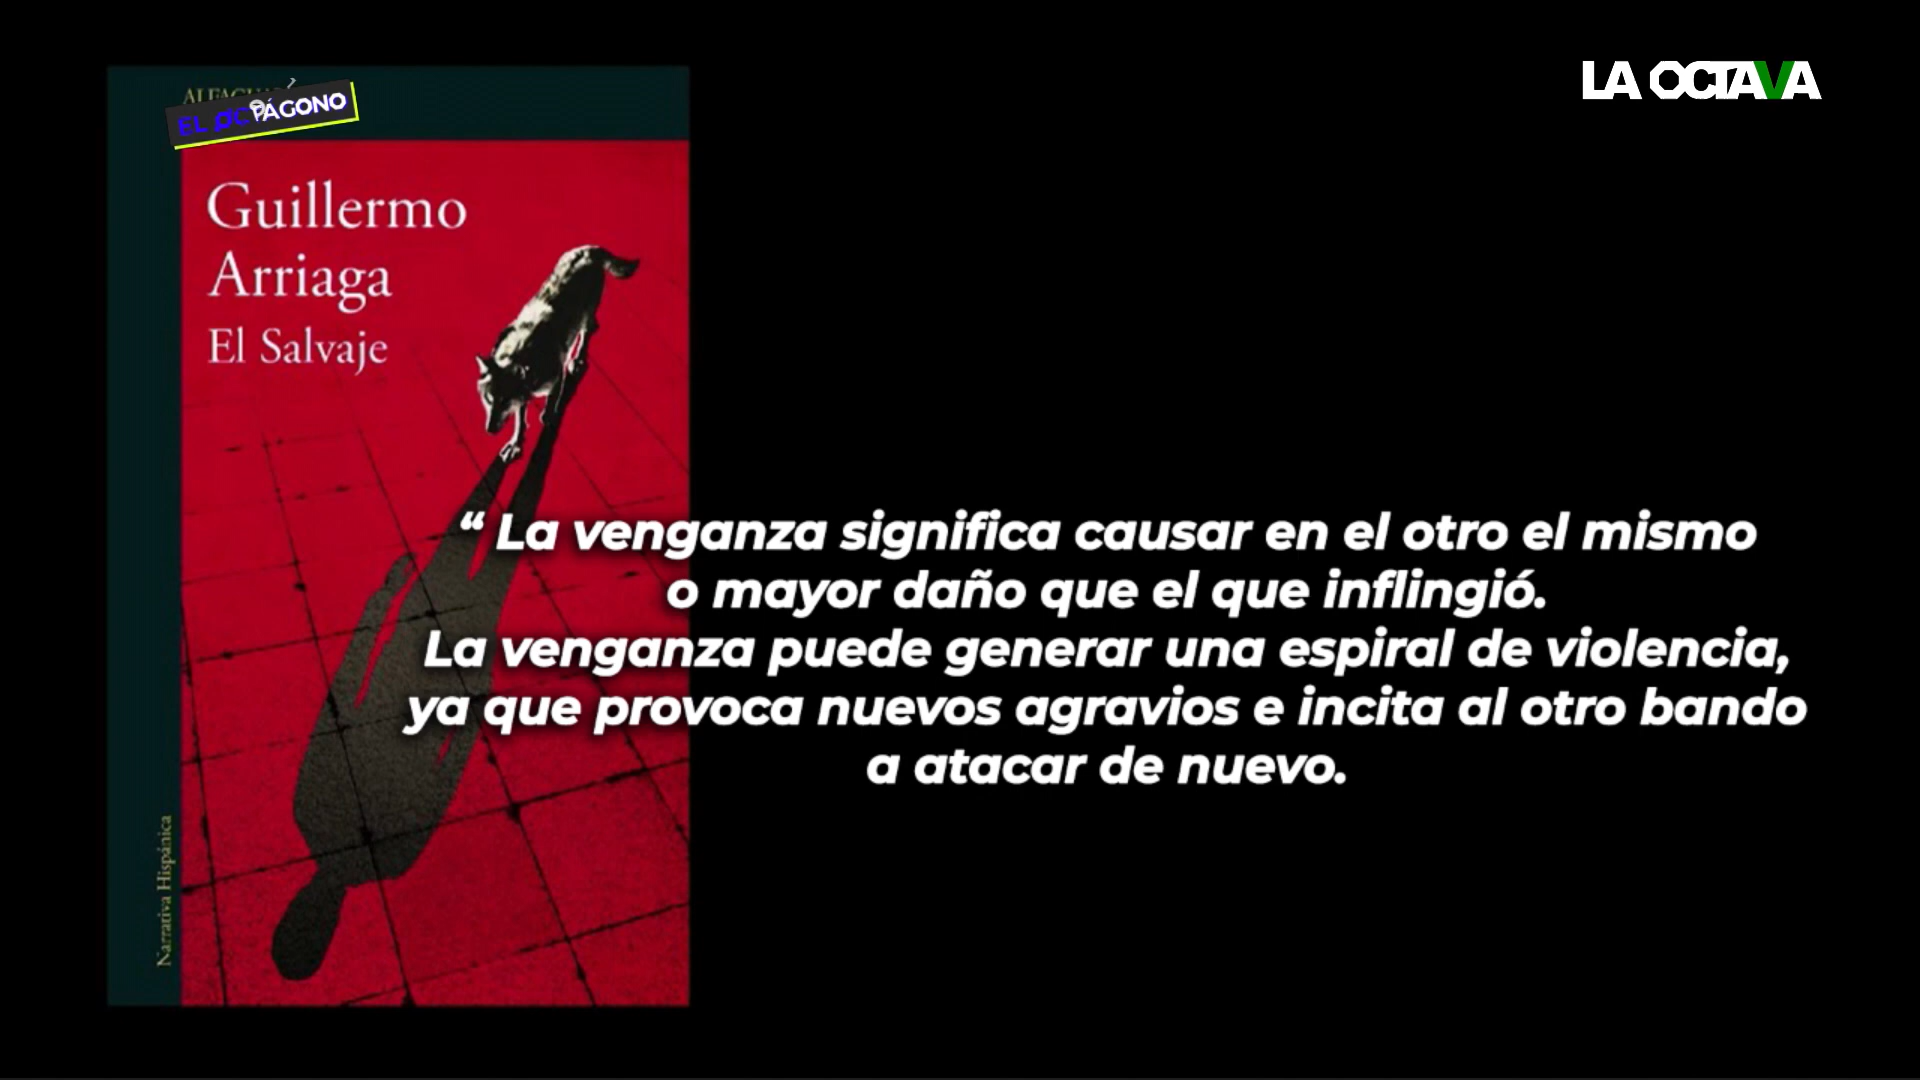 LA OCTAVA
EL OCTÁGONO
Guillermo
Arriaga
El Salvaje
Narrativa Hispánica
“ La venganza significa causar en el otro el mismo
o mayor daño que el que inflingió.
La venganza puede generar una espiral de violencia,
ya que provoca nuevos agravios e incita al otro bando
a atacar de nuevo.